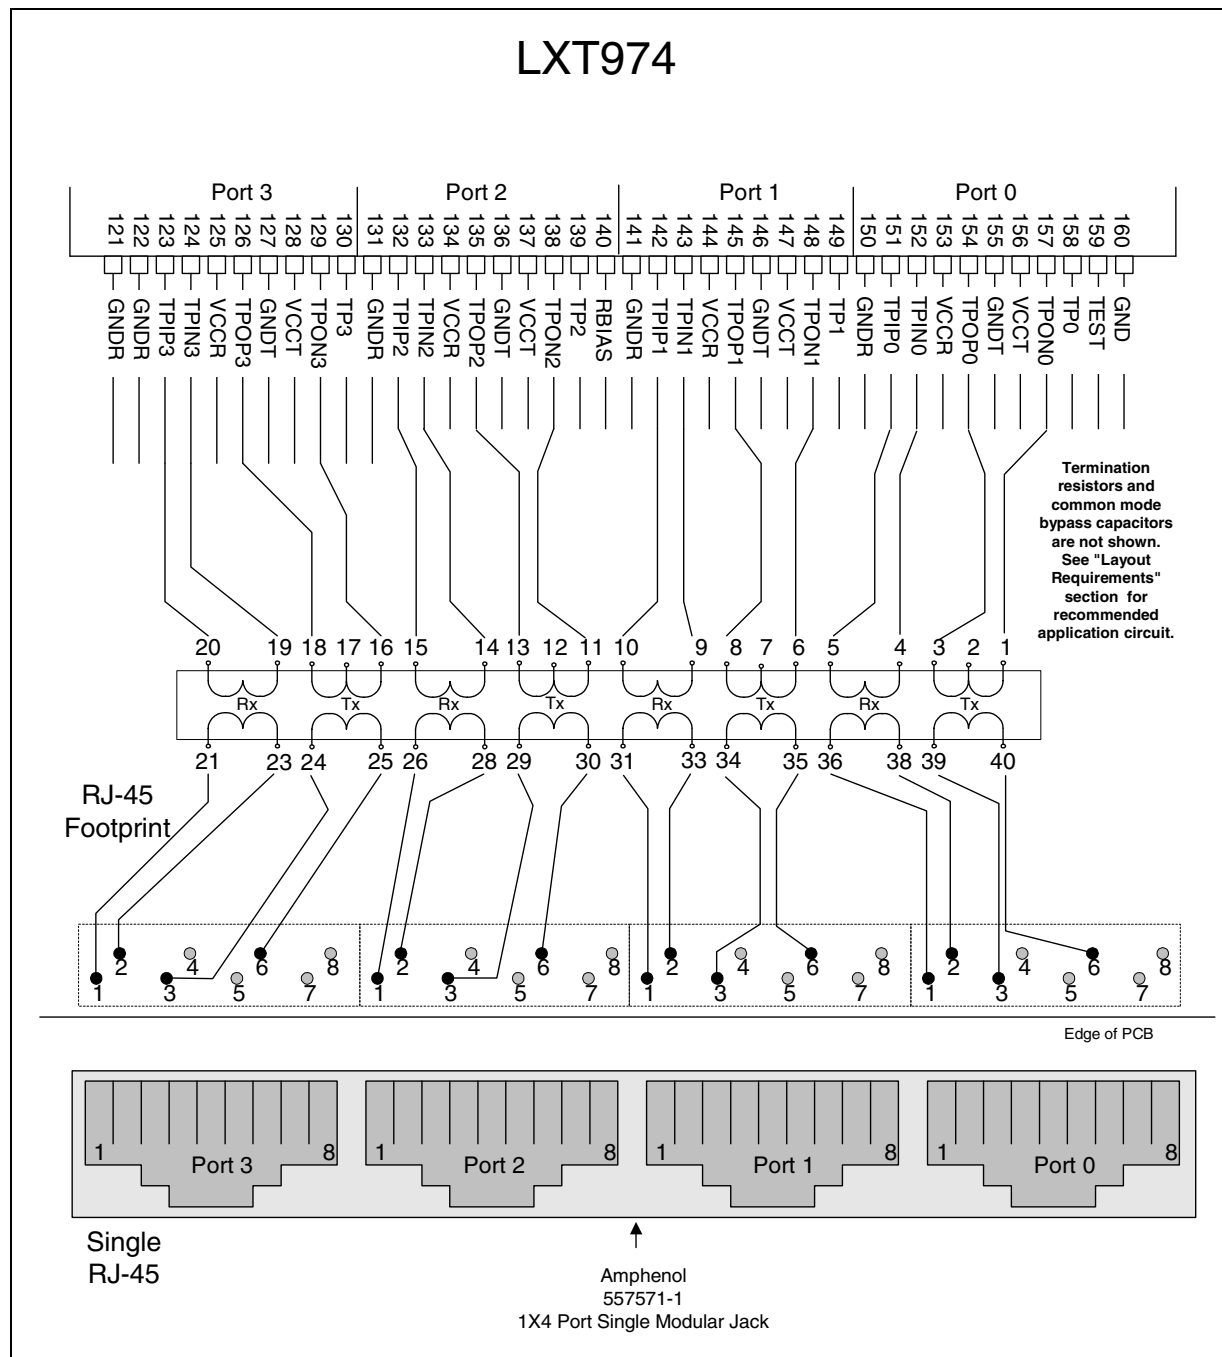 LXT974
Port 3 Port 2 Port 1 Port 0
121 122 123 124 125 126 127 128 129 130 131 132 133 134 135 136 137 138 139 140 141 142 143 144 145 146 147 148 149 150 151 152 153 154 155 156 157 158 159 160
GNDR GNDR TPIP3 TPIN3 VCCR TPOP3 GNDT VCCT TPON3 TP3 GNDR TPIP2 TPIN2 VCCR TPOP2 GNDT VCCT TPON2 TP2 RBIAS GNDR TPIP1 TPIN1 VCCR TPOP1 GNDT VCCT TPON1 TP1 GNDR TPIP0 TPIN0 VCCR TPOP0 GNDT VCCT TPON0 TP0 TEST GND
Termination
resistors and
common mode
bypass capacitors
are not shown.
See "Layout
Requirements"
section for
recommended
application circuit.
20 19 18 17 16 15 14 13 12 11 10 9 8 7 6 5 4 3 2 1
Rx Tx Rx Tx Rx Tx Rx Tx
21 23 24 25 26 28 29 30 31 33 34 35 36 38 39 40
RJ-45
Footprint
2 4 6 8 2 4 6 8 2 4 6 8 2 4 6 8
1 3 5 7 1 3 5 7 1 3 5 7 1 3 5 7
Edge of PCB
1 8 1 8 1 8 1 8
Port 3 Port 2 Port 1 Port 0
Single
RJ-45
Amphenol
557571-1
1X4 Port Single Modular Jack